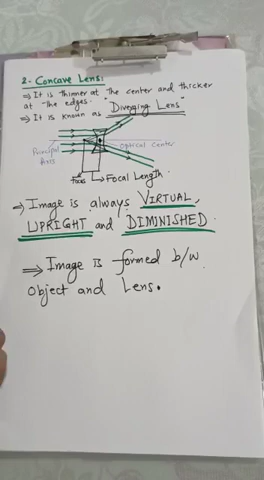 2- Concave Lens:
⇒ It is thinner at the center and thicker
at the edges.
⇒ It is known as "Diverging Lens"
Principal
Axis
optical Center
Focus
Focal Length.
⇒ Image is always VIRTUAL,
UPRIGHT and DIMINISHED.
⇒ Image is formed b/w
Object and Lens.